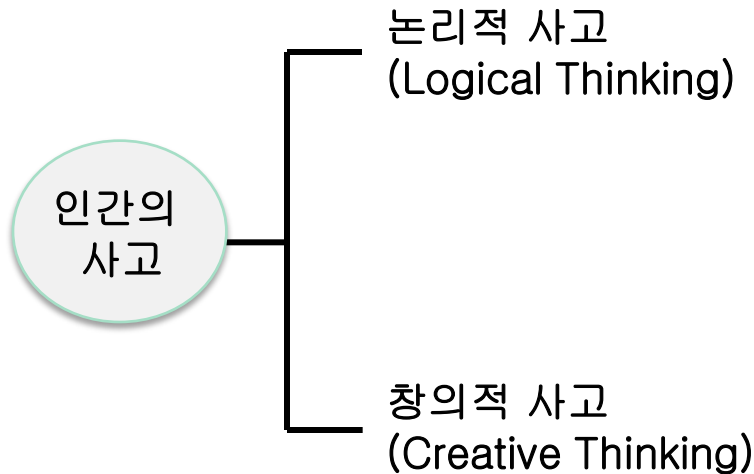 논리적 사고
(Logical Thinking)
인간의
사고
창의적 사고
(Creative Thinking)